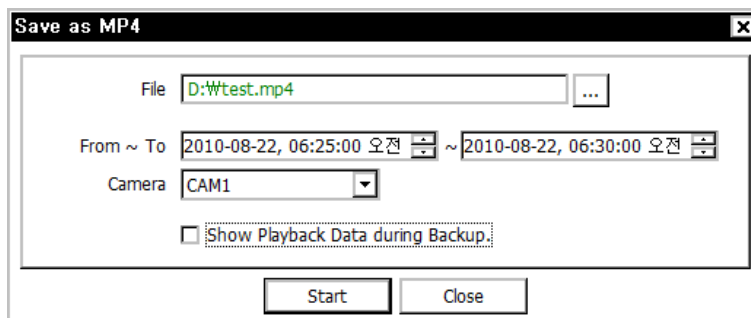 Save as MP4
File D:₩test.mp4 ...
From ~ To 2010-08-22, 06:25:00 오전 ~ 2010-08-22, 06:30:00 오전
Camera CAM1
Show Playback Data during Backup.
Start Close